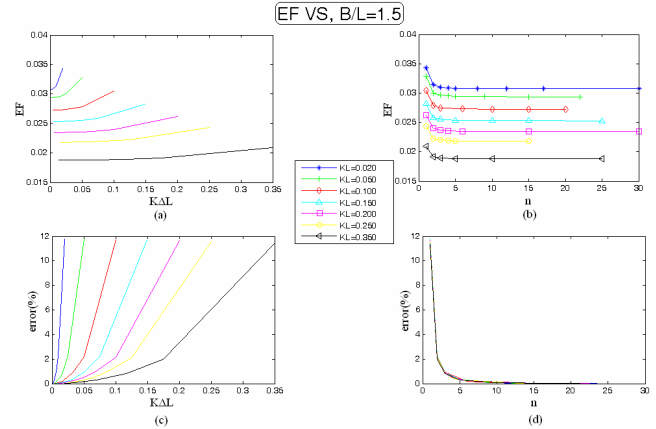 EF VS, B/L=1.5
0.04
0.035
0.03
0.025
0.02
0.015
EF
0 0.05 0.1 0.15 0.2 0.25 0.3 0.35
KΔL
(a)
0.04
0.035
0.03
0.025
0.02
0.015
EF
0 5 10 15 20 25 30
n
(b)
KL=0.020
KL=0.050
KL=0.100
KL=0.150
KL=0.200
KL=0.250
KL=0.350
12
10
8
6
4
2
0
error(%)
0 0.05 0.1 0.15 0.2 0.25 0.3 0.35
KΔL
(c)
12
10
8
6
4
2
0
error(%)
0 5 10 15 20 25 30
n
(d)